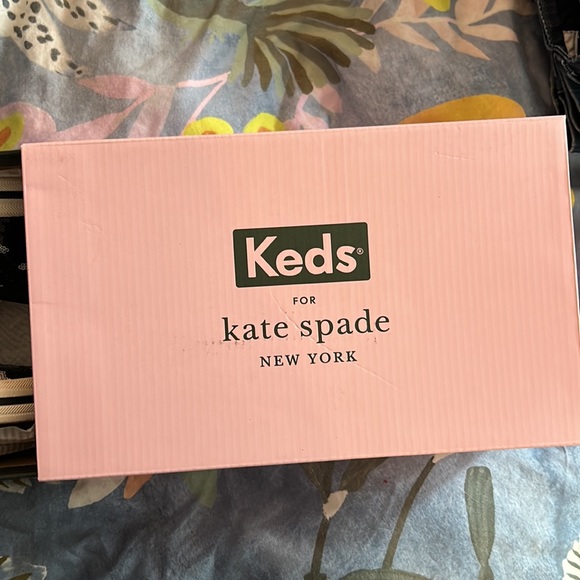 Keds®
FOR
kate spade
NEW YORK